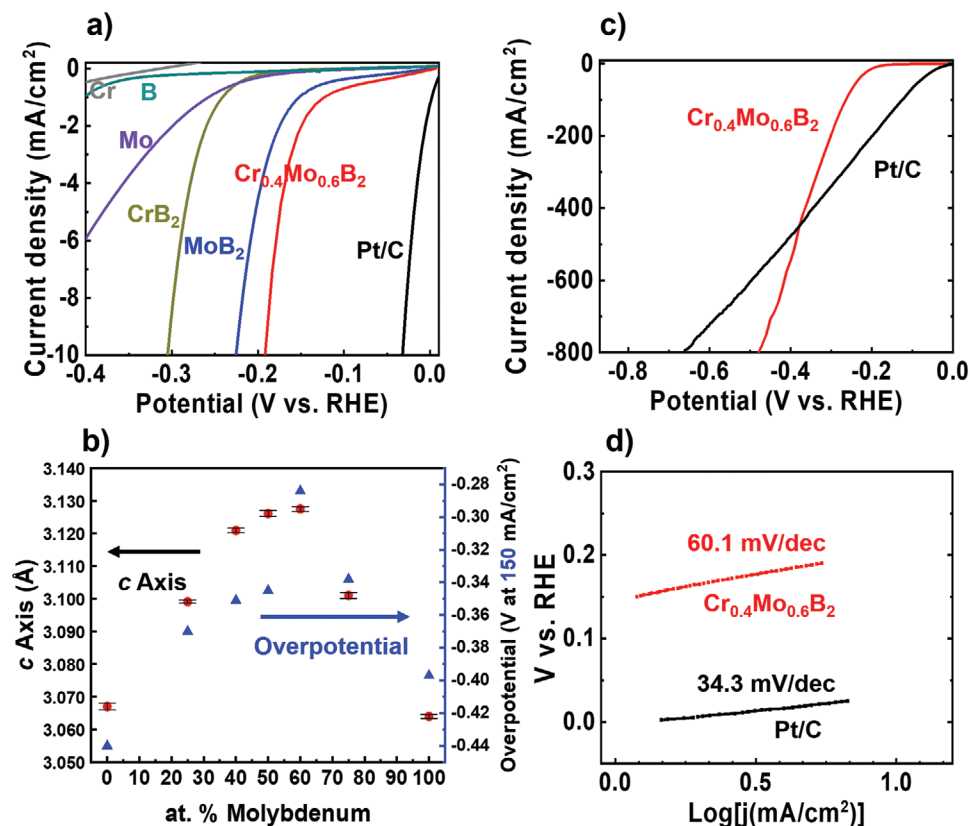 a)
Current density (mA/cm²)
0
-2
-4
-6
-8
-10
Cr
B
Mo
CrB₂
MoB₂
Cr₀.₄Mo₀.₆B₂
Pt/C
-0.4
-0.3
-0.2
-0.1
0.0
Potential (V vs. RHE)
c)
Current density (mA/cm²)
0
-200
-400
-600
-800
Cr₀.₄Mo₀.₆B₂
Pt/C
-0.8
-0.6
-0.4
-0.2
0.0
Potential (V vs. RHE)
b)
c Axis (Å)
3.140
3.130
3.120
3.110
3.100
3.090
3.080
3.070
3.060
3.050
c Axis
Overpotential
-0.28
-0.30
-0.32
-0.34
-0.36
-0.38
-0.40
-0.42
-0.44
Overpotential (V at 150 mA/cm²)
0
10
20
30
40
50
60
70
80
90
100
at. % Molybdenum
d)
V vs. RHE
0.3
0.2
0.1
0.0
60.1 mV/dec
Cr₀.₄Mo₀.₆B₂
34.3 mV/dec
Pt/C
0.0
0.5
1.0
Log[j(mA/cm²)]